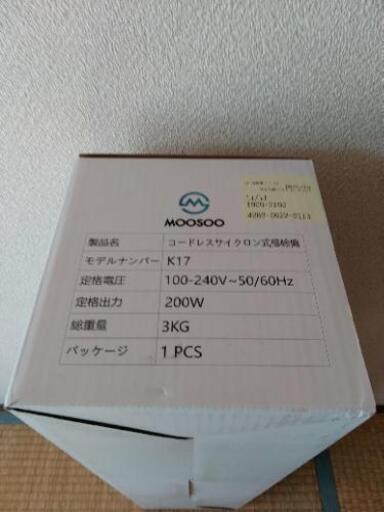 MOOSOO
製品名 コードレスサイクロン式掃除機
モデルナンバー K17
定格電圧 100-240V~50/60Hz
定格出力 200W
総重量 3KG
パッケージ 1 PCS